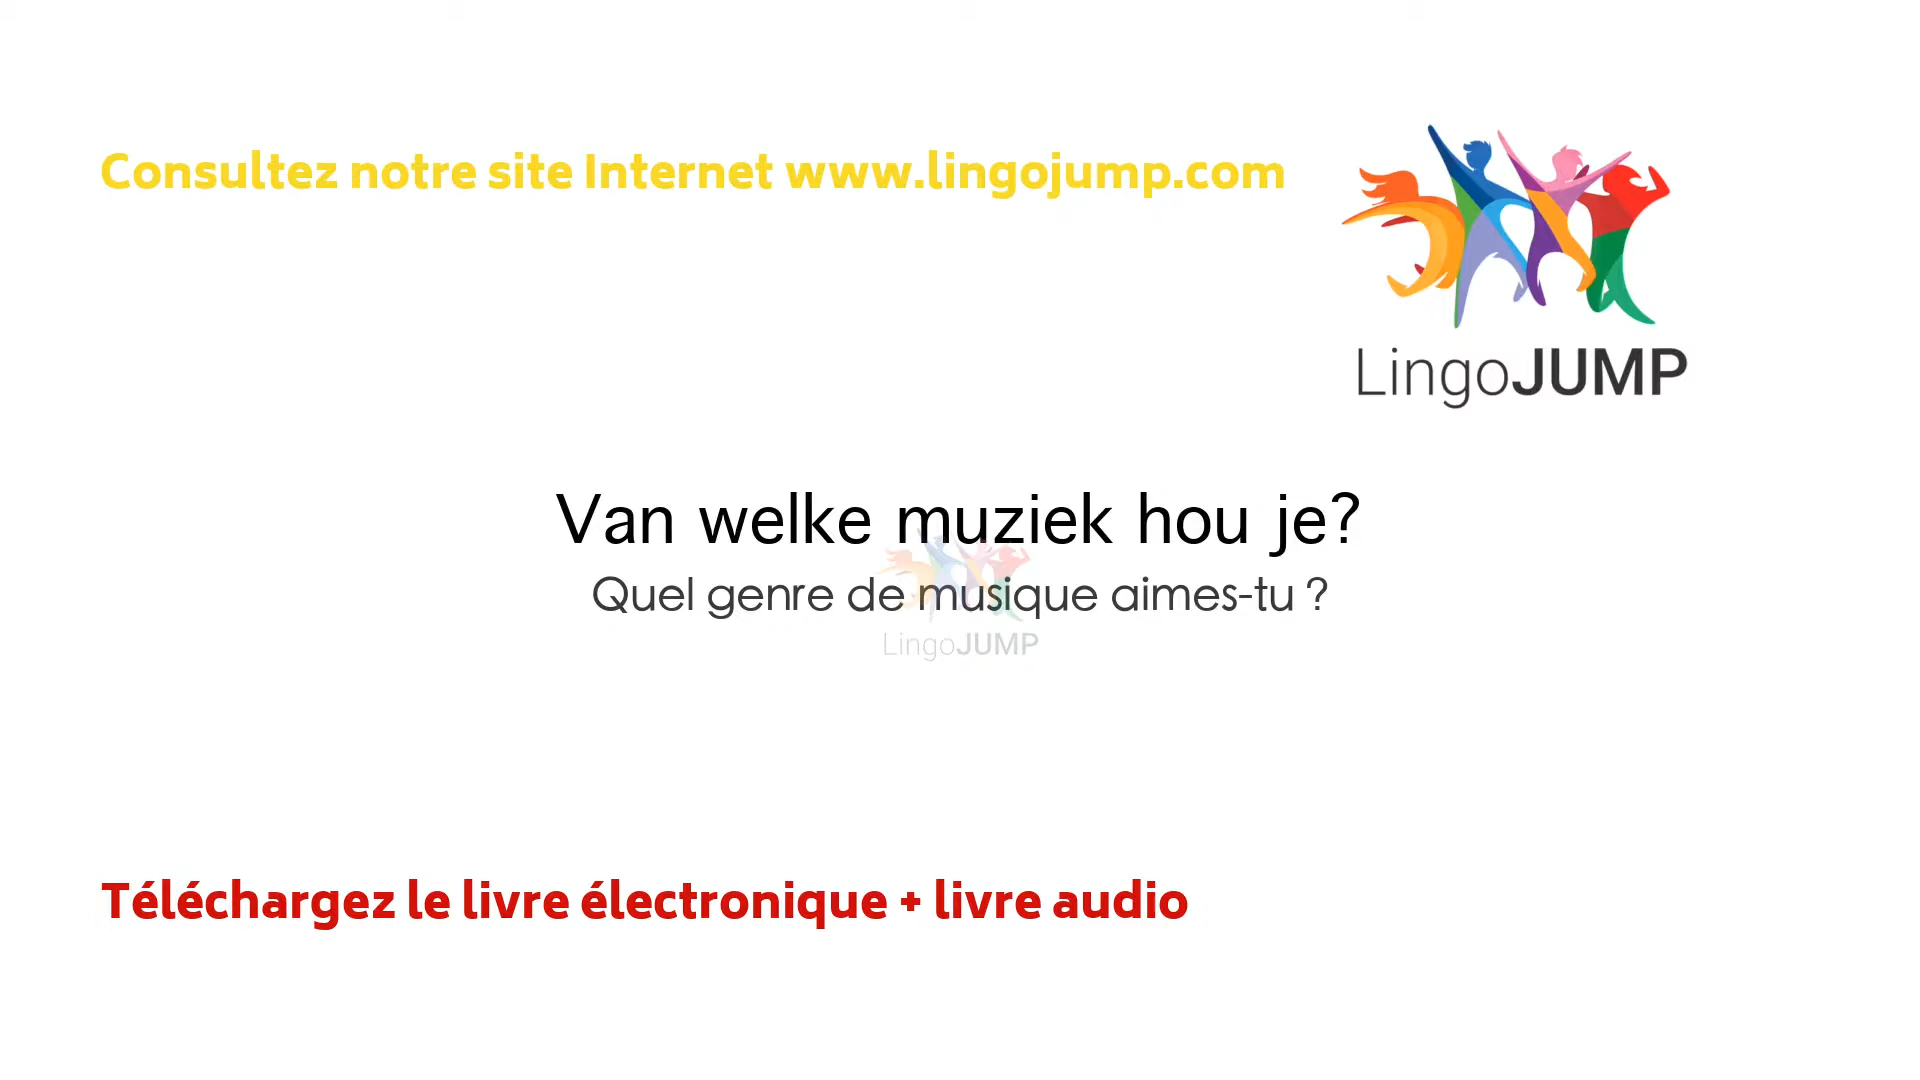 Consultez notre site Internet www.lingojump.com
LingoJUMP
Van welke muziek hou je?
Quel genre de musique aimes-tu ?
LingoJUMP
Téléchargez le livre électronique + livre audio